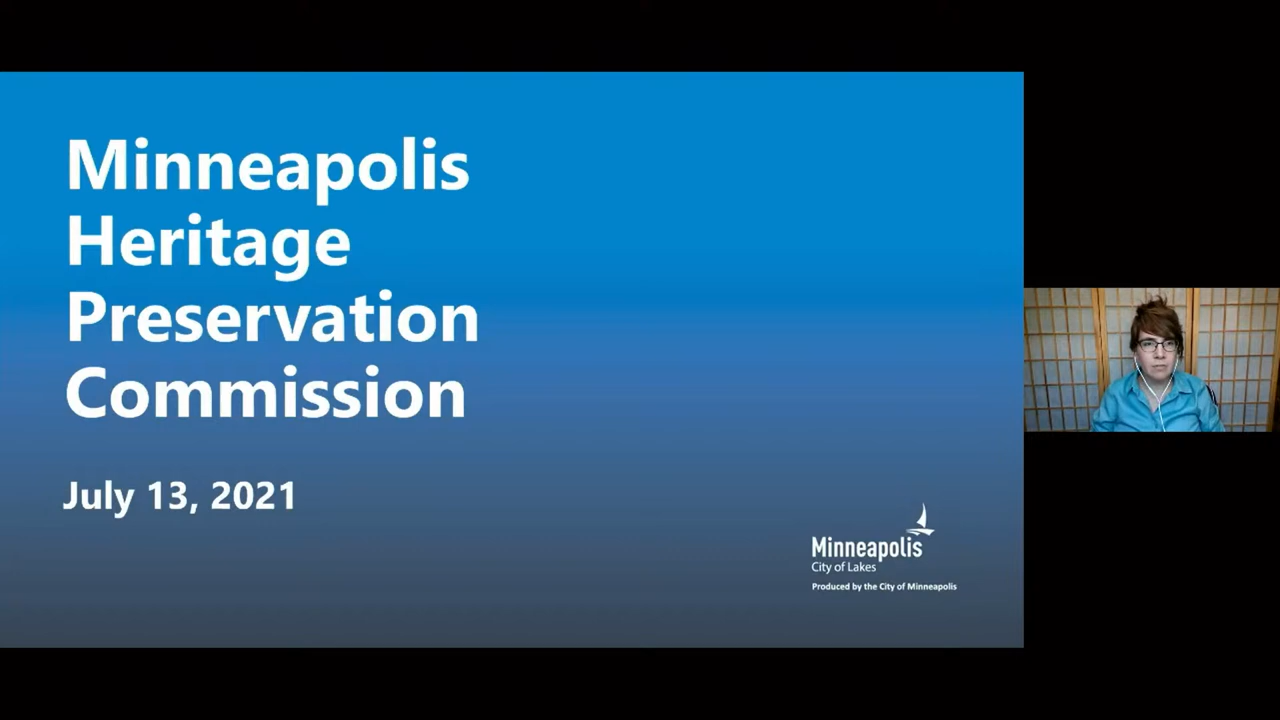 Minneapolis
Heritage
Preservation
Commission
July 13, 2021
Minneapolis
City of Lakes
Produced by the City of Minneapolis